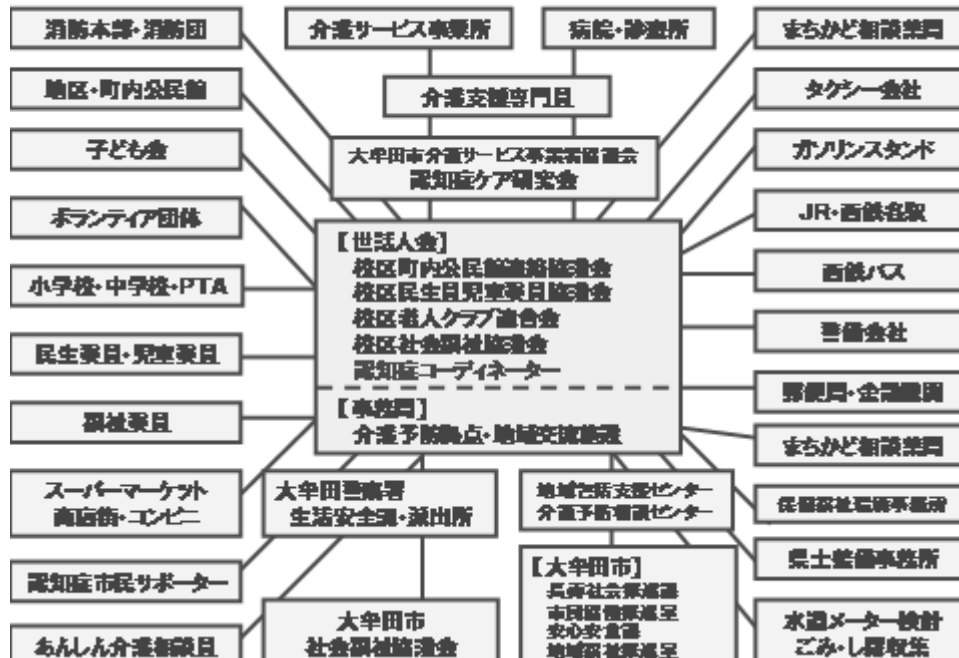 消防本部・消防団
介護サービス事業所
病院・診療所
まちかど相談薬局
地区・町内公民館
介護支援専門員
タクシー会社
子ども会
大牟田市介護サービス事業者協議会
認知症ケア研究会
ガソリンスタンド
ボランティア団体
JR・西鉄各駅
【世話人会】
校区町内公民館連絡協議会
校区民生員児童委員協議会
校区老人クラブ連合会
校区社会福祉協議会
認知症コーディネーター
小学校・中学校・PTA
西鉄バス
民生委員・児童委員
警備会社
【事務局】
介護予防拠点・地域交流施設
郵便局・金融機関
福祉委員
まちかど相談薬局
スーパーマーケット
商店街・コンビニ
大牟田警察署
生活安全課・派出所
地域包括支援センター
介護予防相談センター
認知症市民サポーター
【大牟田市]
長寿社会推進課
市民協働推進室
安心安全課
地域福祉推進室
県土整備事務所
あんしん介護相談員
大牟田市
社会福祉協議会
水道メーター検針
ごみ・し尿収集